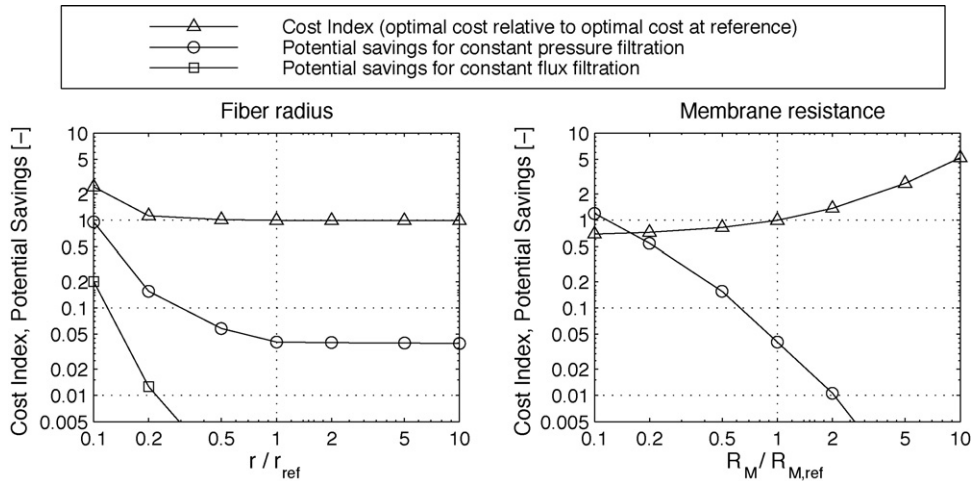 Cost Index (optimal cost relative to optimal cost at reference)
Potential savings for constant pressure filtration
Potential savings for constant flux filtration
Fiber radius
Cost Index, Potential Savings [−]
10
5
2
1
0.5
0.2
0.1
0.05
0.02
0.01
0.005
0.1 0.2 0.5 1 2 5 10
r / r_ref
Membrane resistance
Cost Index, Potential Savings [−]
10
5
2
1
0.5
0.2
0.1
0.05
0.02
0.01
0.005
0.1 0.2 0.5 1 2 5 10
R_M / R_M,ref